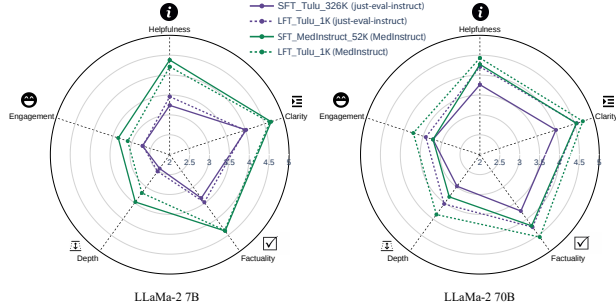 SFT_Tulu_326K (just-eval-instruct)
LFT_Tulu_1K (just-eval-instruct)
SFT_MedInstruct_52K (MedInstruct)
LFT_Tulu_1K (MedInstruct)
Helpfulness
Engagement
Clarity
2 2.5 3 3.5 4 4.5 5
Depth
Factuality
LLaMa-2 7B
Helpfulness
Engagement
Clarity
2 2.5 3 3.5 4 4.5 5
Depth
Factuality
LLaMa-2 70B